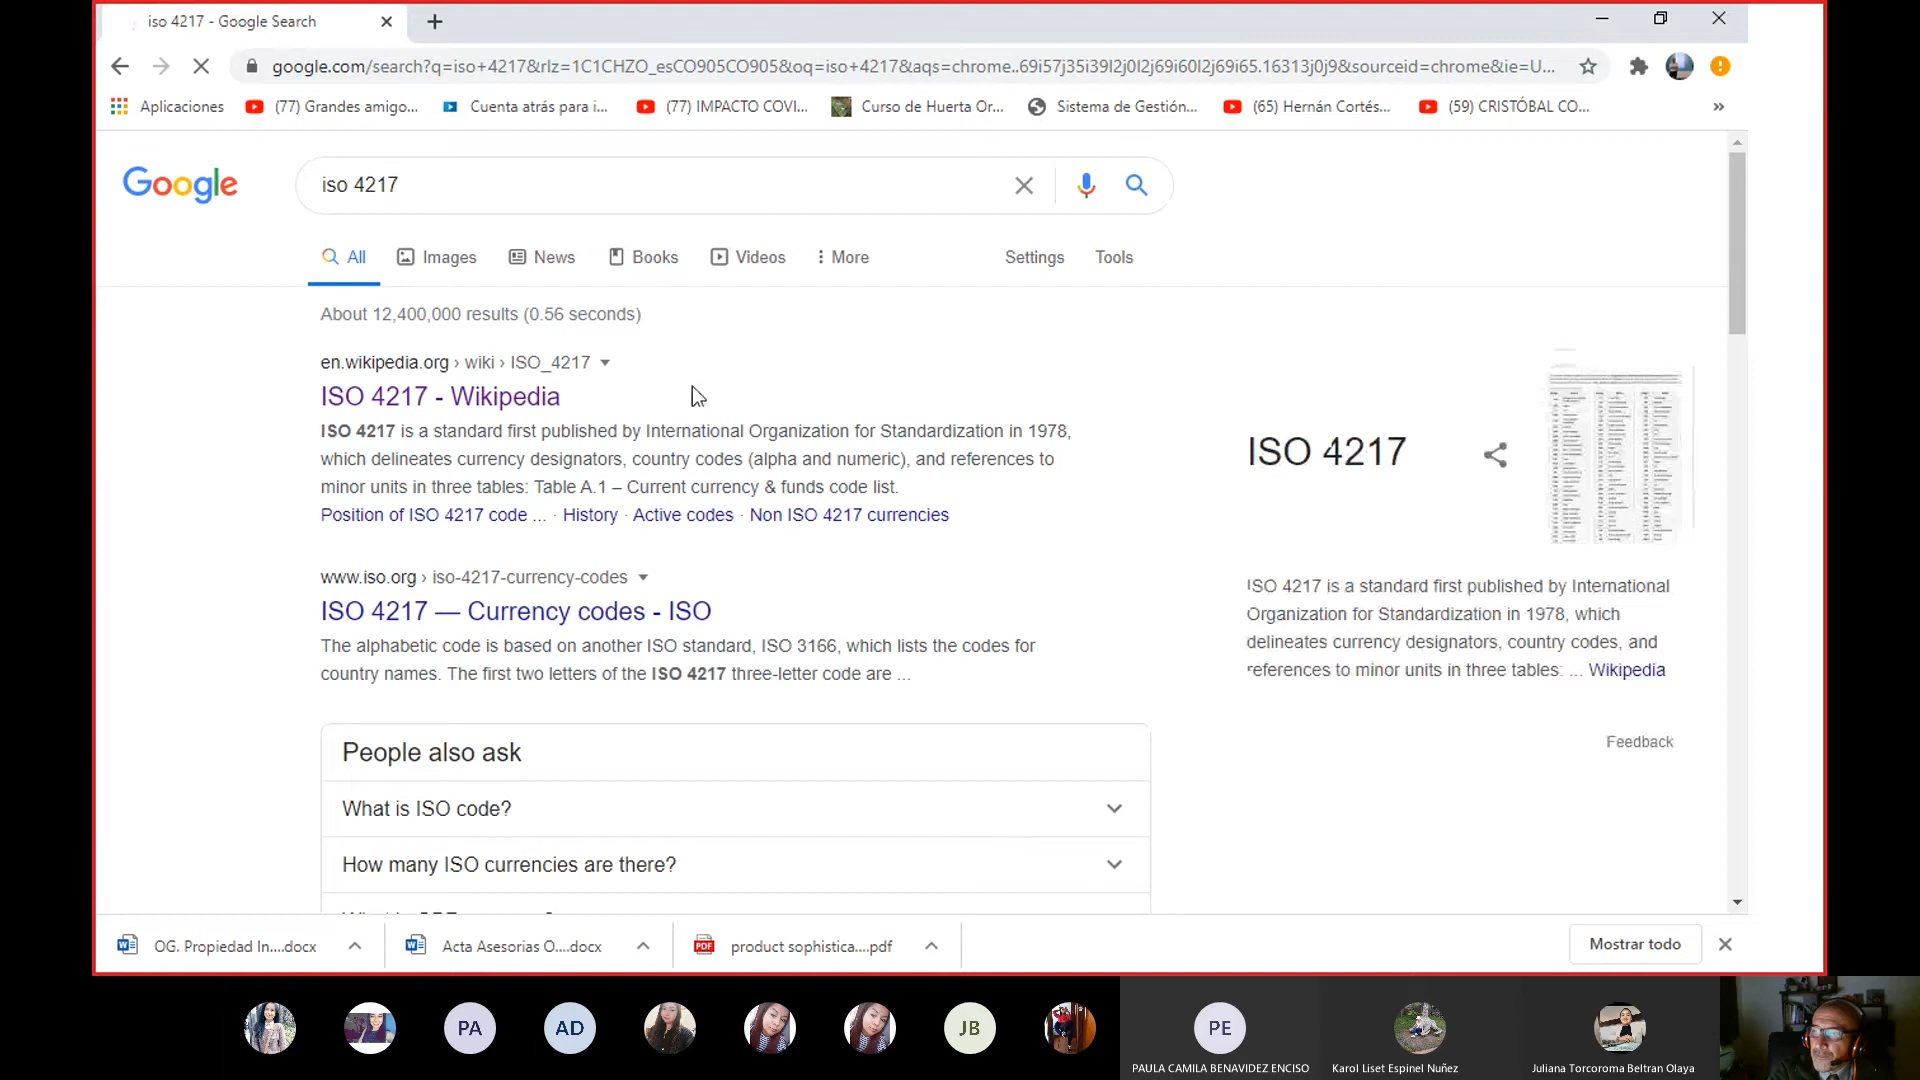 iso 4217 - Google Search
google.com/search?q=iso+4217&rlz=1C1CHZO_esCO905CO905&oq=iso+4217&aqs=chrome..69i57j35i39l2j0l2j69i60l2j69i65.16313j0j9&sourceid=chrome&ie=U...
Aplicaciones (77) Grandes amigo... Cuenta atrás para i... (77) IMPACTO COVI... Curso de Huerta Or... Sistema de Gestión... (65) Hernán Cortés... (59) CRISTÓBAL CO... »
Google
iso 4217
All Images News Books Videos More Settings Tools
About 12,400,000 results (0.56 seconds)
en.wikipedia.org › wiki › ISO_4217
ISO 4217 - Wikipedia
ISO 4217 is a standard first published by International Organization for Standardization in 1978,
which delineates currency designators, country codes (alpha and numeric), and references to
minor units in three tables: Table A.1 – Current currency & funds code list.
Position of ISO 4217 code ... · History · Active codes · Non ISO 4217 currencies
www.iso.org › iso-4217-currency-codes
ISO 4217 — Currency codes - ISO
The alphabetic code is based on another ISO standard, ISO 3166, which lists the codes for
country names. The first two letters of the ISO 4217 three-letter code are ...
People also ask
What is ISO code?
How many ISO currencies are there?
ISO 4217
ISO 4217 is a standard first published by International
Organization for Standardization in 1978, which
delineates currency designators, country codes, and
references to minor units in three tables: ... Wikipedia
Feedback
OG. Propiedad In....docx Acta Asesorias O....docx product sophistica....pdf Mostrar todo
PDF
PA AD JB PE
PAULA CAMILA BENAVIDEZ ENCISO Karol Liset Espinel Nuñez Juliana Torcoroma Beltran Olaya